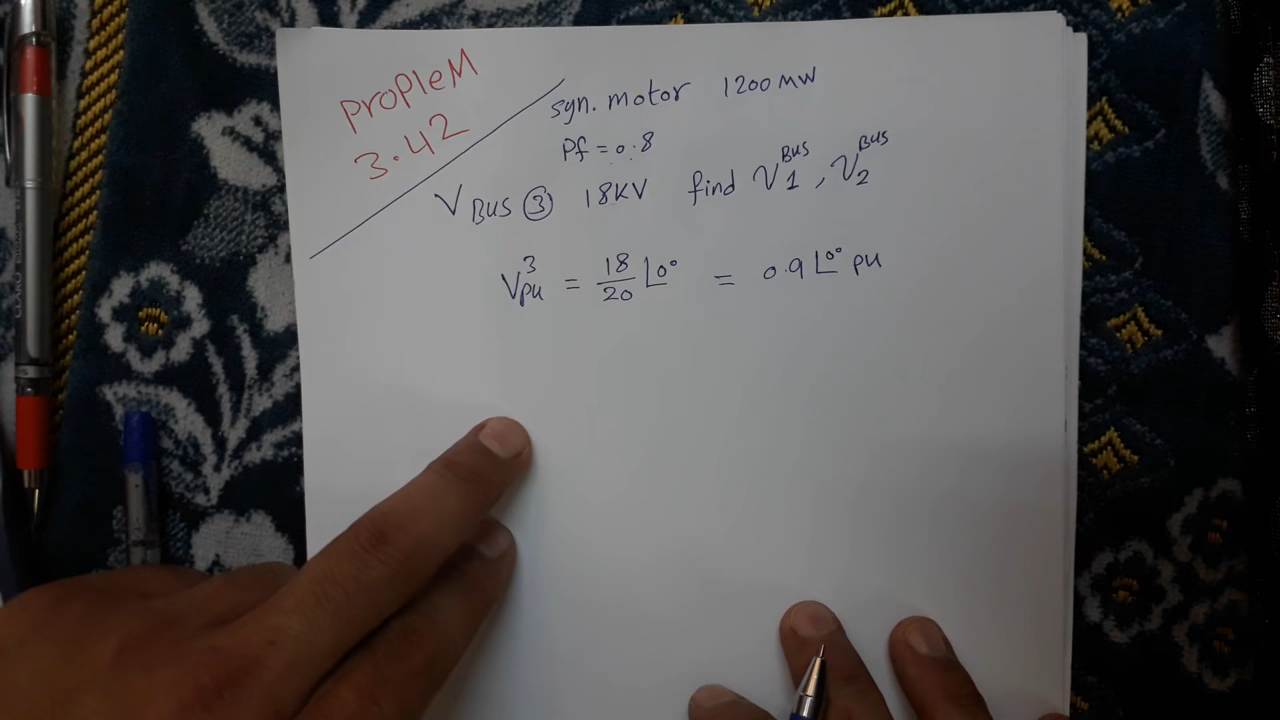 ProPleM
3.42
syn. motor 1200 MW
Pf = 0.8
V BUS ③ 18KV find V1 BUS , V2 BUS
V³pu = 18/20 ∟0° = 0.9 ∟0° pu